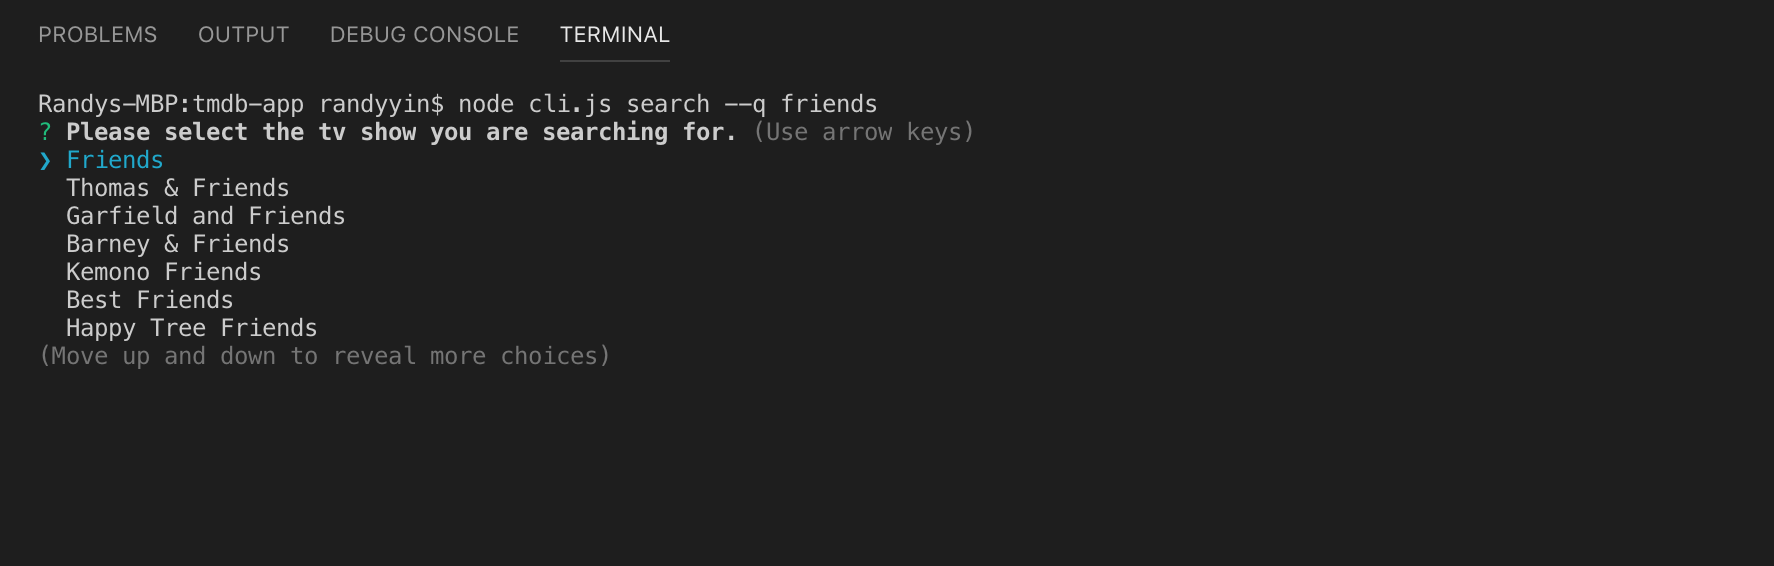 PROBLEMS OUTPUT DEBUG CONSOLE TERMINAL
Randys-MBP:tmdb-app randyyin$ node cli.js search --q friends
? Please select the tv show you are searching for. (Use arrow keys)
❯ Friends
Thomas & Friends
Garfield and Friends
Barney & Friends
Kemono Friends
Best Friends
Happy Tree Friends
(Move up and down to reveal more choices)